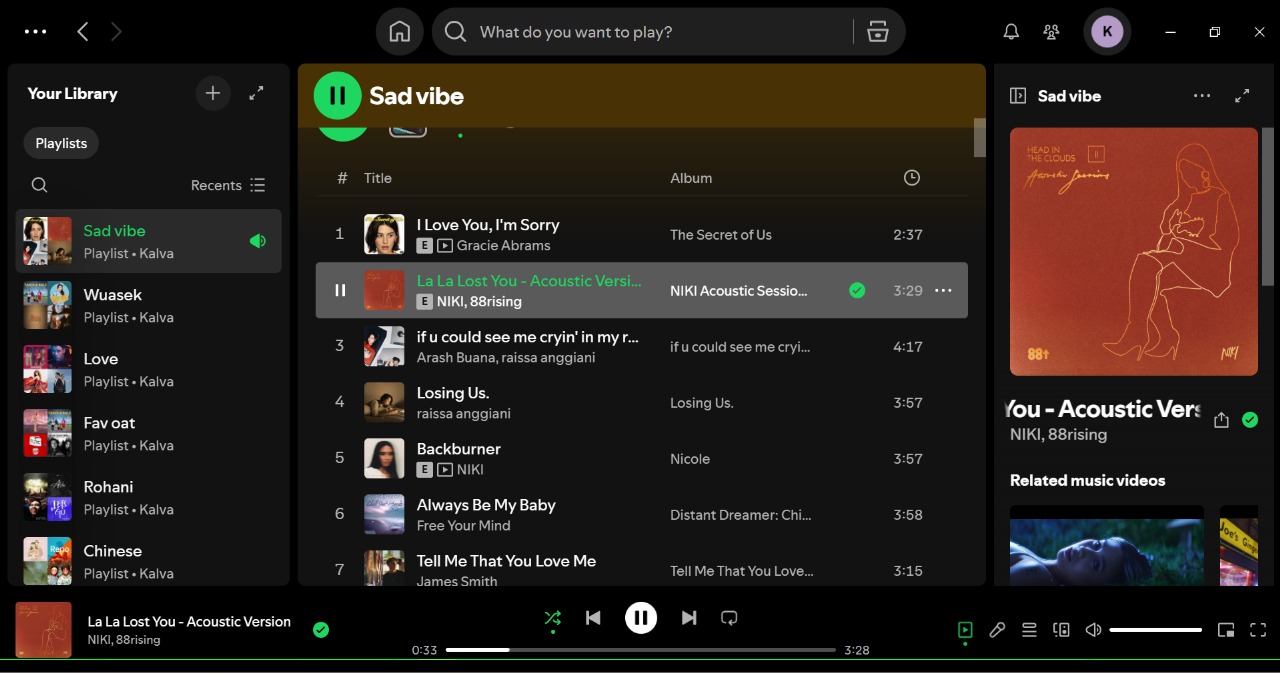 What do you want to play?
K
Your Library
Playlists
Recents
Sad vibe
Playlist • Kalva
Wuasek
Playlist • Kalva
Love
Playlist • Kalva
Fav oat
Playlist • Kalva
Rohani
Playlist • Kalva
Chinese
Playlist • Kalva
Sad vibe
# Title Album
1 I Love You, I'm Sorry The Secret of Us 2:37
E Gracie Abrams
La La Lost You - Acoustic Versi... NIKI Acoustic Sessio... 3:29
E NIKI, 88rising
3 if u could see me cryin' in my r... if u could see me cryi... 4:17
Arash Buana, raissa anggiani
4 Losing Us. Losing Us. 3:57
raissa anggiani
5 Backburner Nicole 3:57
E NIKI
6 Always Be My Baby Distant Dreamer: Chi... 3:58
Free Your Mind
7 Tell Me That You Love Me Tell Me That You Love... 3:15
James Smith
Sad vibe
HEAD IN
THE CLOUDS II
Acoustic Sessions
88↑ NIKI
You - Acoustic Vers
NIKI, 88rising
Related music videos
Joe's
La La Lost You - Acoustic Version
NIKI, 88rising
0:33 3:28